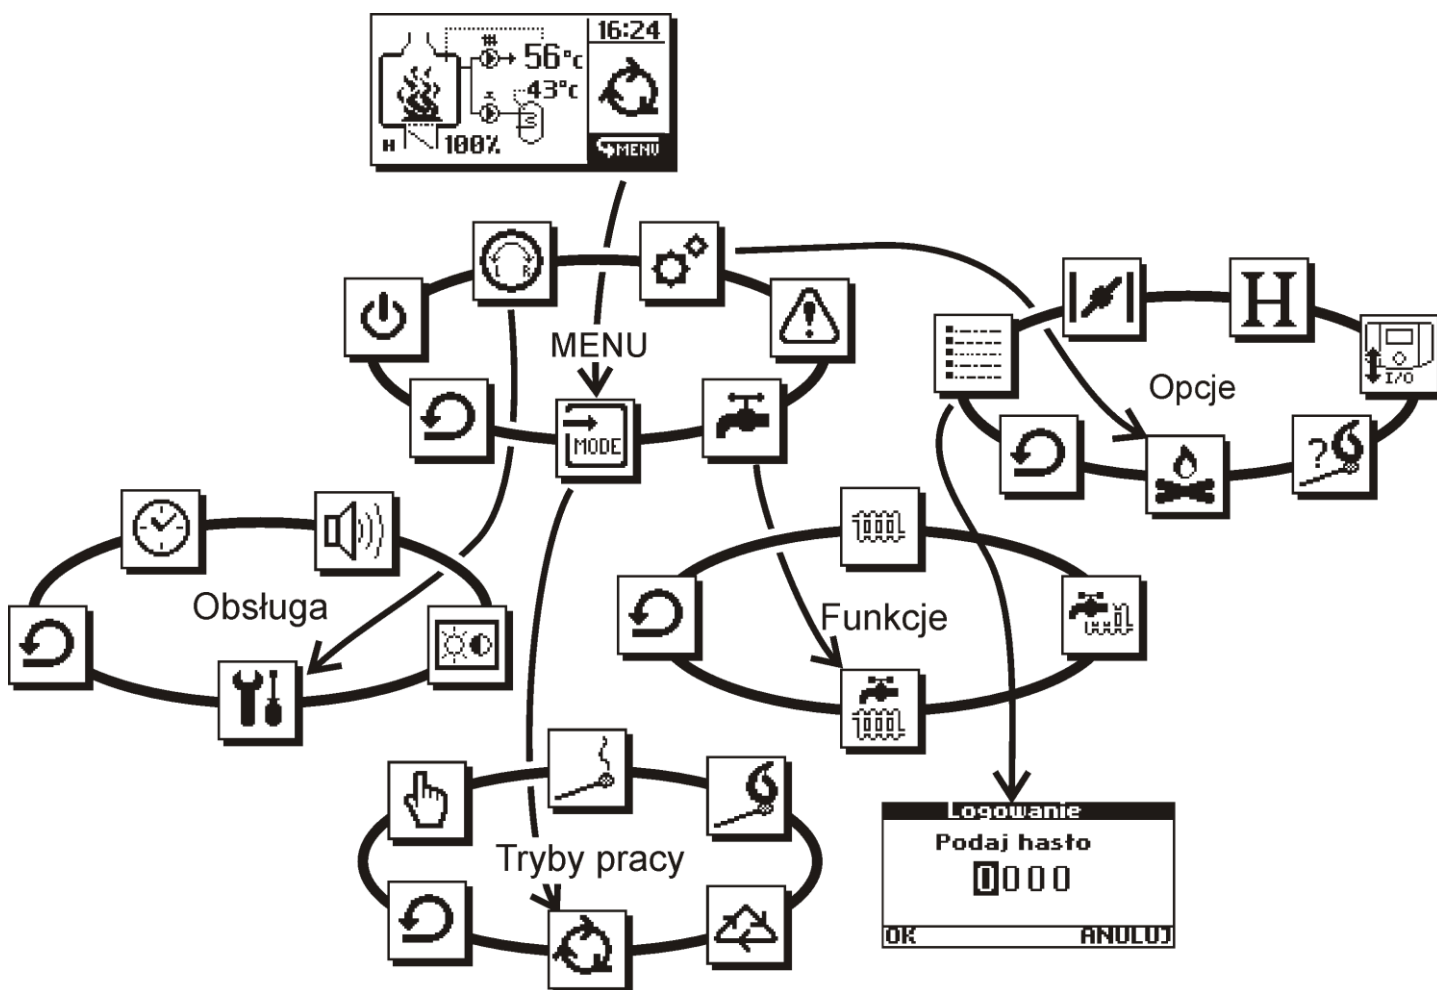 16:24
56°c
43°c
H 100%
MENU
L R
MENU
MODE
H
I/O
Opcje
?
Obsługa
Funkcje
Tryby pracy
Logowanie
Podaj hasło
0000
OK ANULUJ